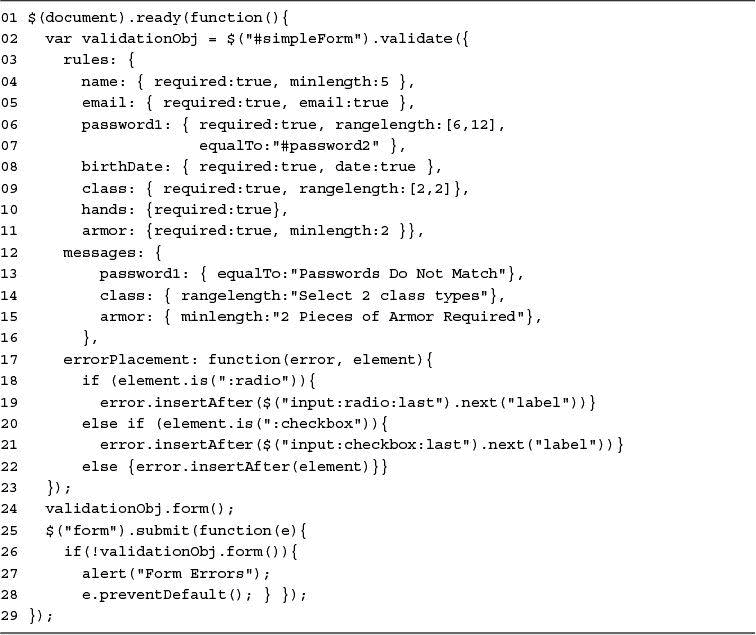 01 $(document).ready(function(){
02   var validationObj = $("#simpleForm").validate({
03     rules: {
04       name: { required:true, minlength:5 },
05       email: { required:true, email:true },
06       password1: { required:true, rangelength:[6,12],
07                    equalTo:"#password2" },
08       birthDate: { required:true, date:true },
09       class: { required:true, rangelength:[2,2]},
10       hands: {required:true},
11       armor: {required:true, minlength:2 }},
12     messages: {
13         password1: { equalTo:"Passwords Do Not Match"},
14         class: { rangelength:"Select 2 class types"},
15         armor: { minlength:"2 Pieces of Armor Required"},
16       },
17     errorPlacement: function(error, element){
18       if (element.is(":radio")){
19         error.insertAfter($("input:radio:last").next("label"))}
20       else if (element.is(":checkbox")){
21         error.insertAfter($("input:checkbox:last").next("label"))}
22       else {error.insertAfter(element)}}
23   });
24   validationObj.form();
25   $("form").submit(function(e){
26     if(!validationObj.form()){
27       alert("Form Errors");
28       e.preventDefault(); } });
29 });